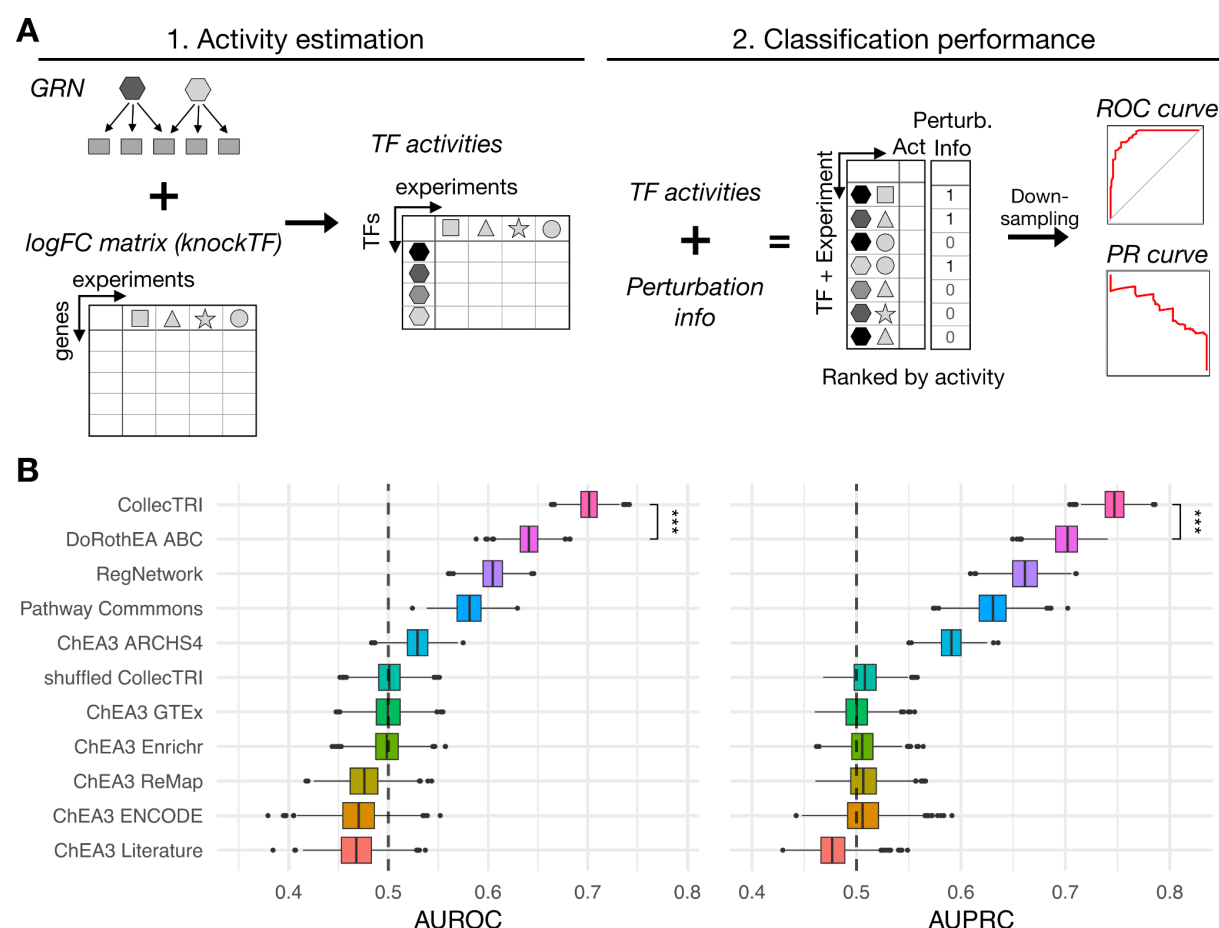 A
1. Activity estimation
2. Classification performance
GRN
+
logFC matrix (knockTF)
experiments
genes
TF activities
experiments
TFs
TF activities
+
Perturbation
info
=
TF + Experiment
Act
Perturb.
Info
1
1
0
1
0
0
0
Ranked by activity
Down-
sampling
ROC curve
PR curve
B
CollecTRI
DoRothEA ABC
RegNetwork
Pathway Commmons
ChEA3 ARCHS4
shuffled CollecTRI
ChEA3 GTEx
ChEA3 Enrichr
ChEA3 ReMap
ChEA3 ENCODE
ChEA3 Literature
***
0.4 0.5 0.6 0.7 0.8
AUROC
***
0.4 0.5 0.6 0.7 0.8
AUPRC